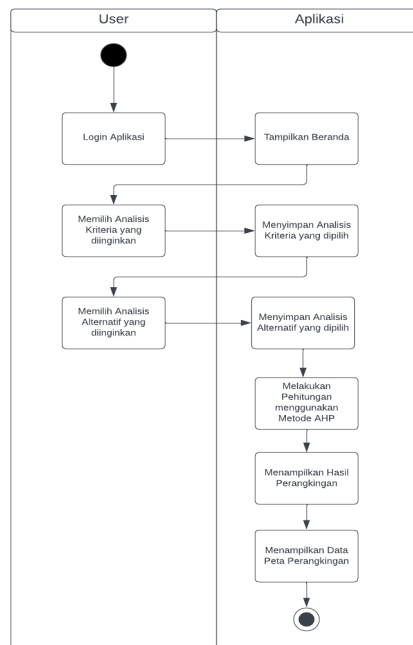 User
Aplikasi
Login Aplikasi
Tampilkan Beranda
Memilih Analisis
Kriteria yang
diinginkan
Menyimpan Analisis
Kriteria yang dipilih
Memilih Analisis
Alternatif yang
diinginkan
Menyimpan Analisis
Alternatif yang dipilih
Melakukan
Pehitungan
menggunakan
Metode AHP
Menampilkan Hasil
Perangkingan
Menampilkan Data
Peta Perangkingan